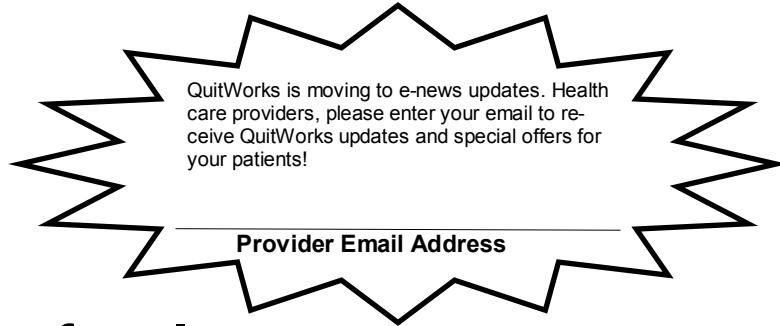 QuitWorks is moving to e-news updates. Health
care providers, please enter your email to re-
ceive QuitWorks updates and special offers for
your patients!
Provider Email Address